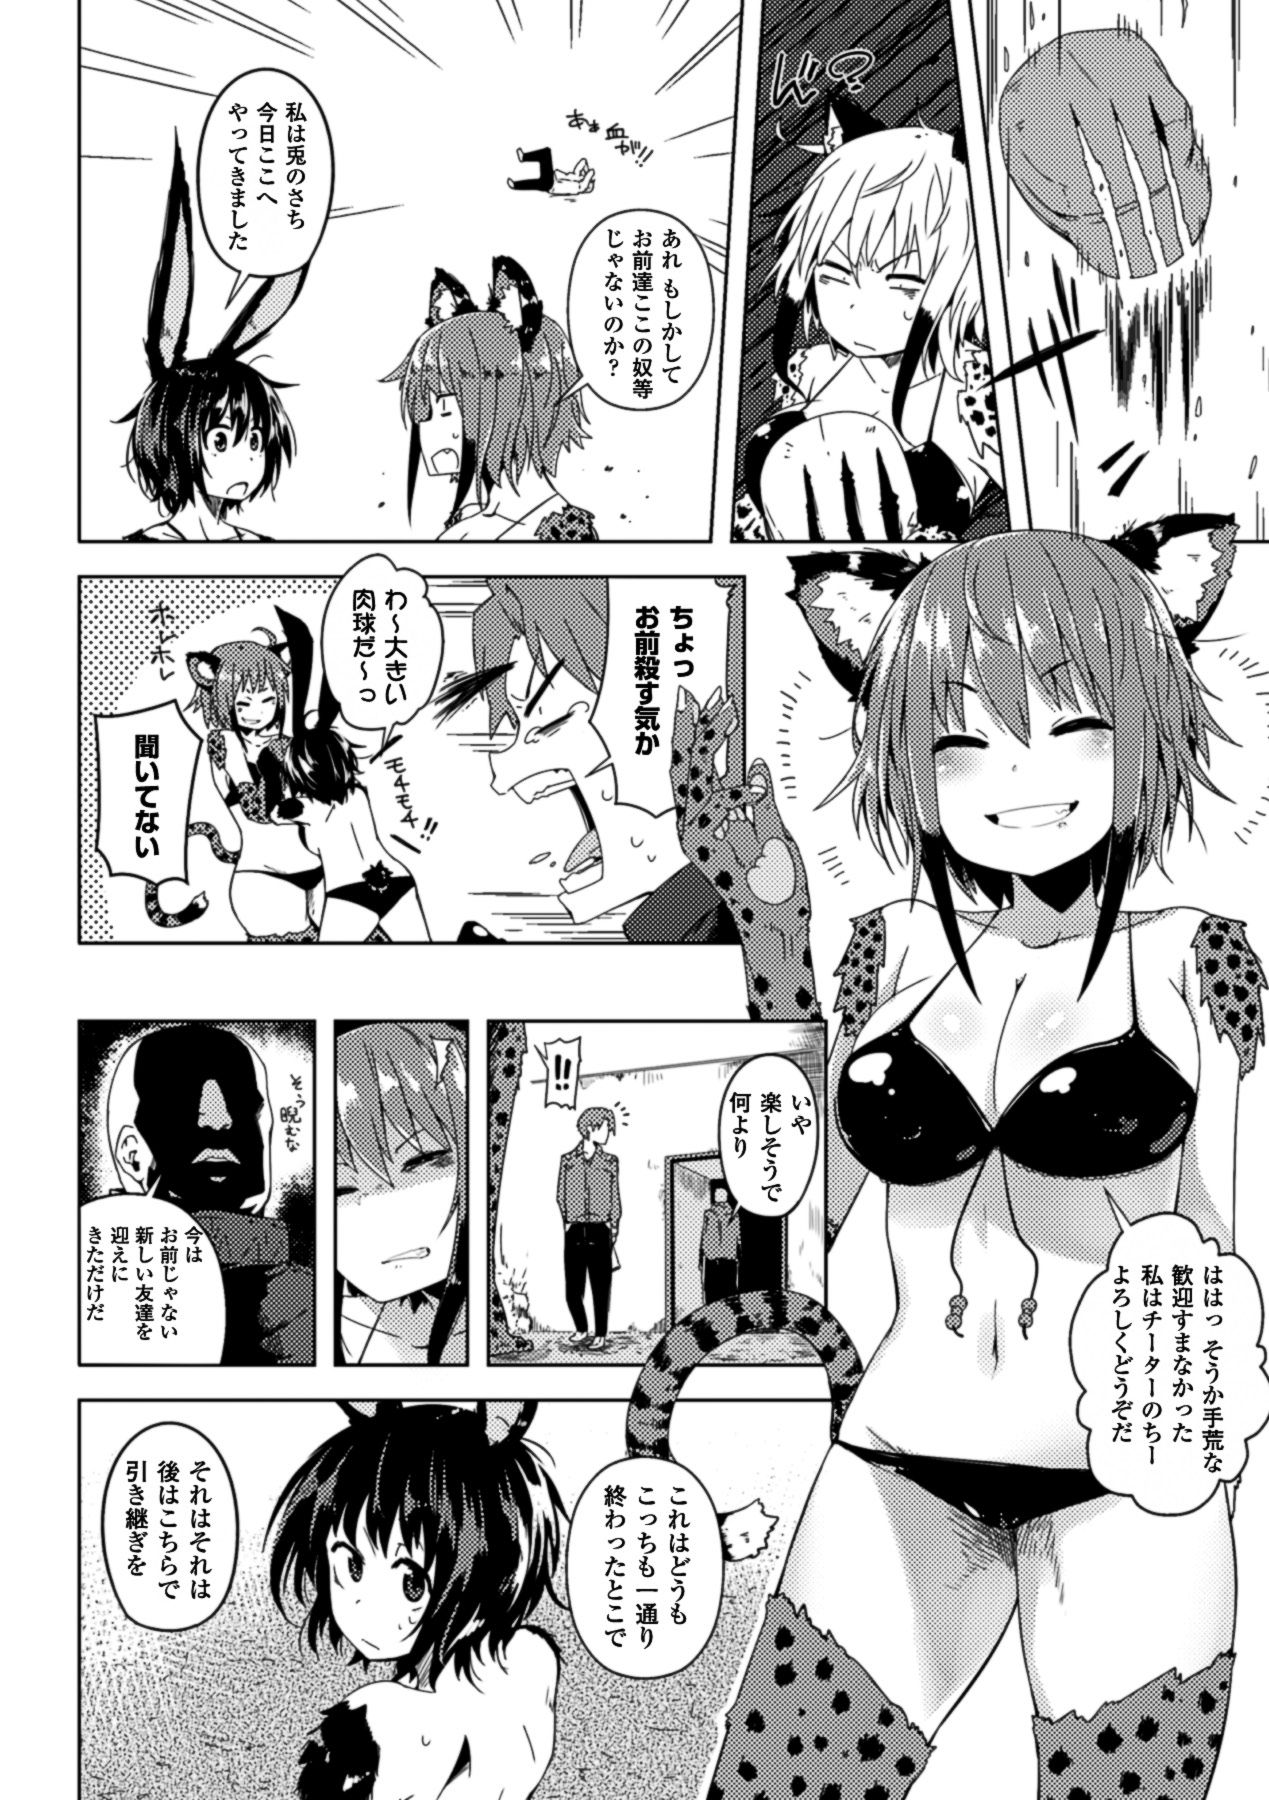 ん?
あれ もしかして
お前達ここの奴等
じゃないのか?
あぁ
血
が!!
私は兎のさち
今日ここへ
やってきました
ははっ そうか手荒な
歓迎すまなかった
私はチーターのちー
よろしくどうぞだ
ちょっ
お前殺す気か
わ〜大きい
肉球だ〜っ
モチモチ!!
ホレホレ
聞いてない
いや
楽しそうで
何より
!!
そう
睨むな
今は
お前じゃない
新しい友達を
迎えに
きただけだ
これはどうも
こっちも一通り
終わったとこで
それはそれは
後はこちらで
引き継ぎを